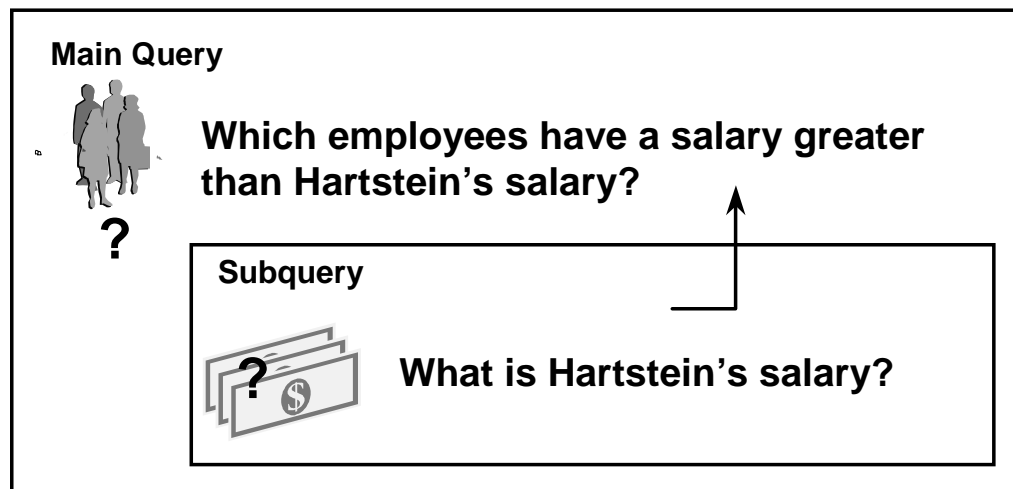 Main Query
Which employees have a salary greater
than Hartstein’s salary?
?
Subquery
?
$
What is Hartstein’s salary?